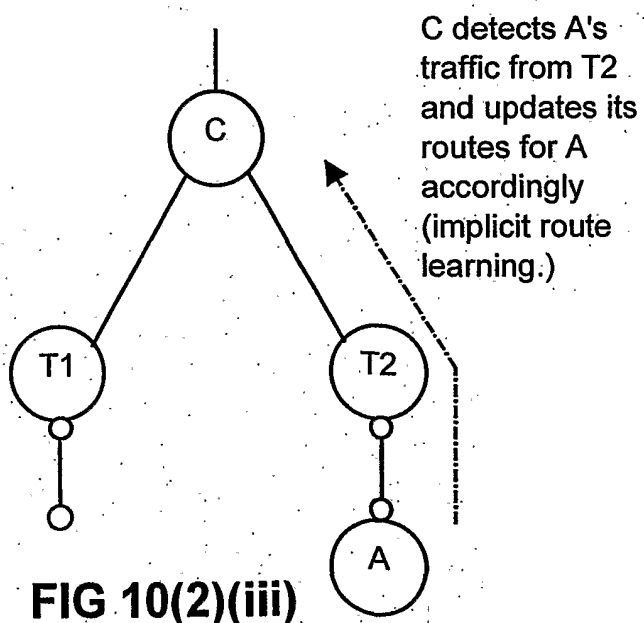 C detects A's
traffic from T2
and updates its
routes for A
accordingly
(implicit route
learning.)
C
T1
T2
A
FIG 10(2)(iii)